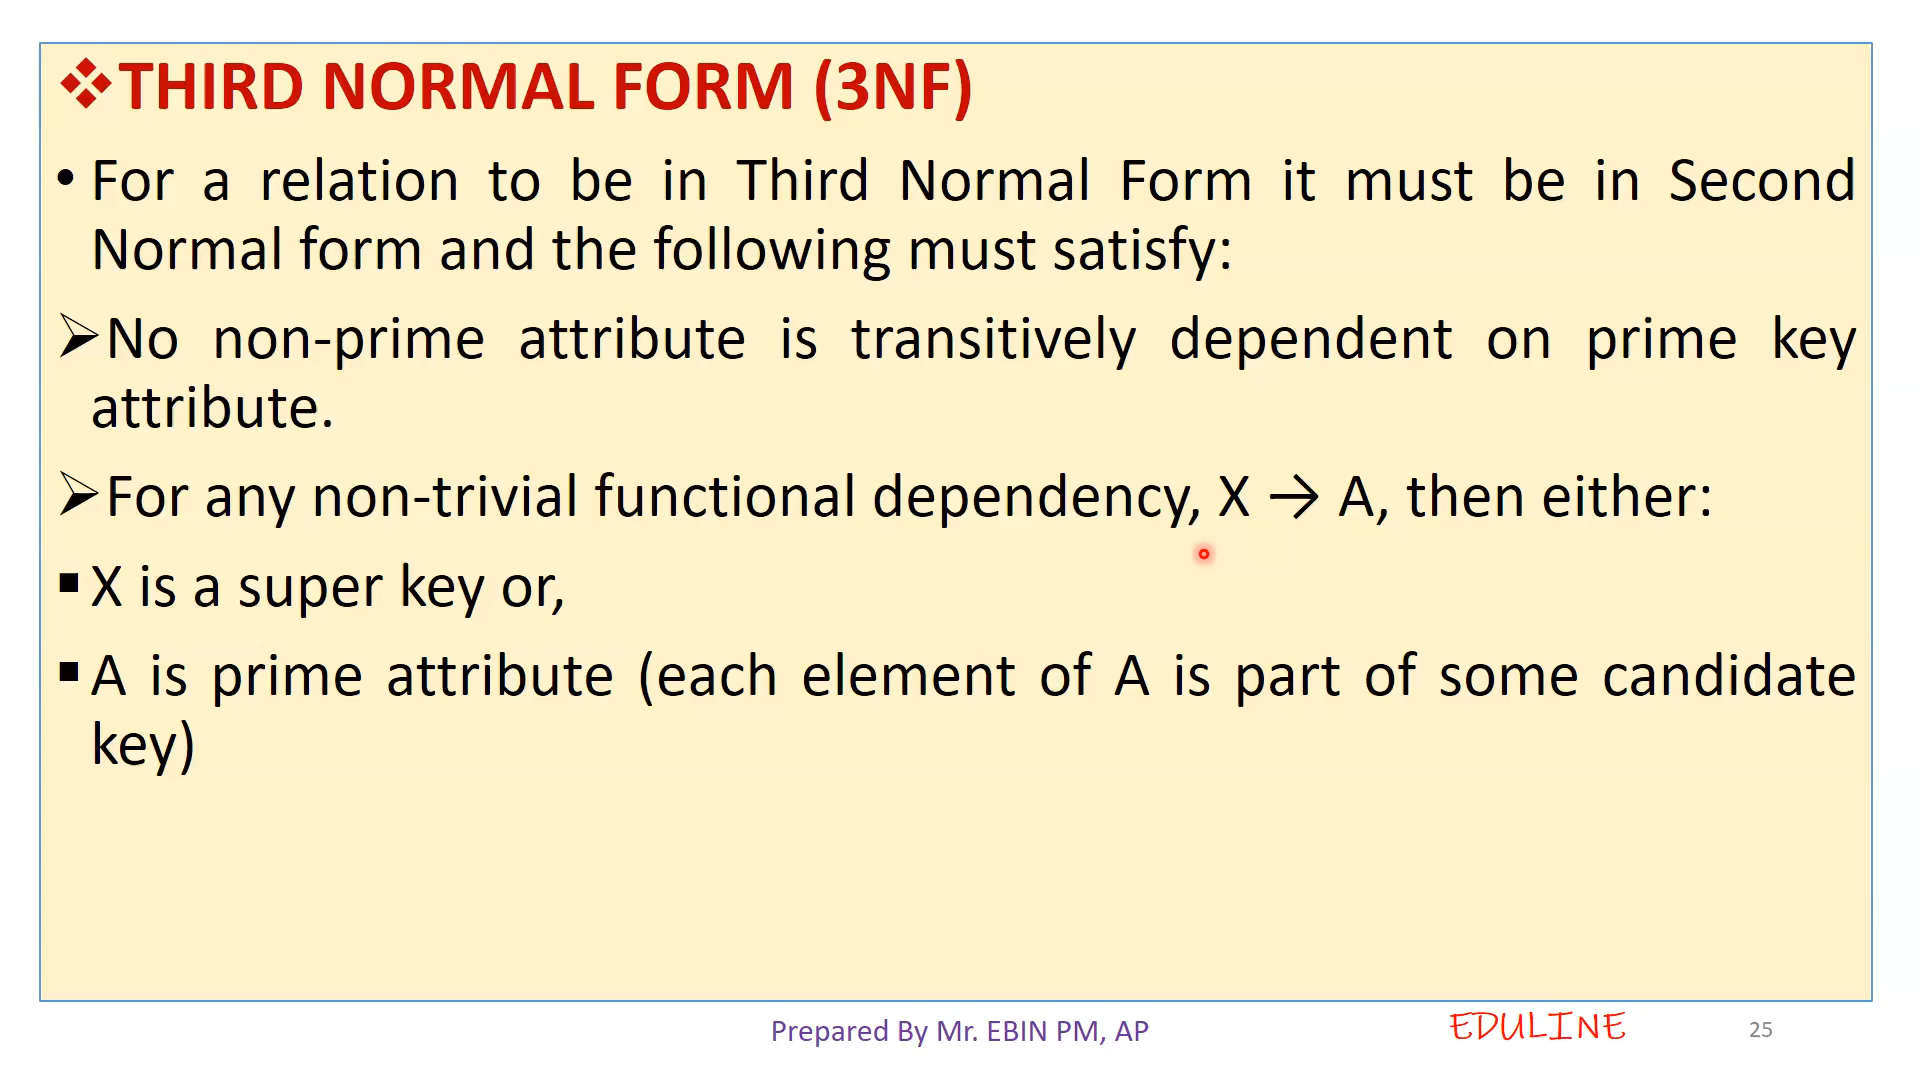 ❖THIRD NORMAL FORM (3NF)
• For a relation to be in Third Normal Form it must be in Second
Normal form and the following must satisfy:
➢No non-prime attribute is transitively dependent on prime key
attribute.
➢For any non-trivial functional dependency, X → A, then either:
▪ X is a super key or,
▪ A is prime attribute (each element of A is part of some candidate
key)
Prepared By Mr. EBIN PM, AP
EDULINE
25